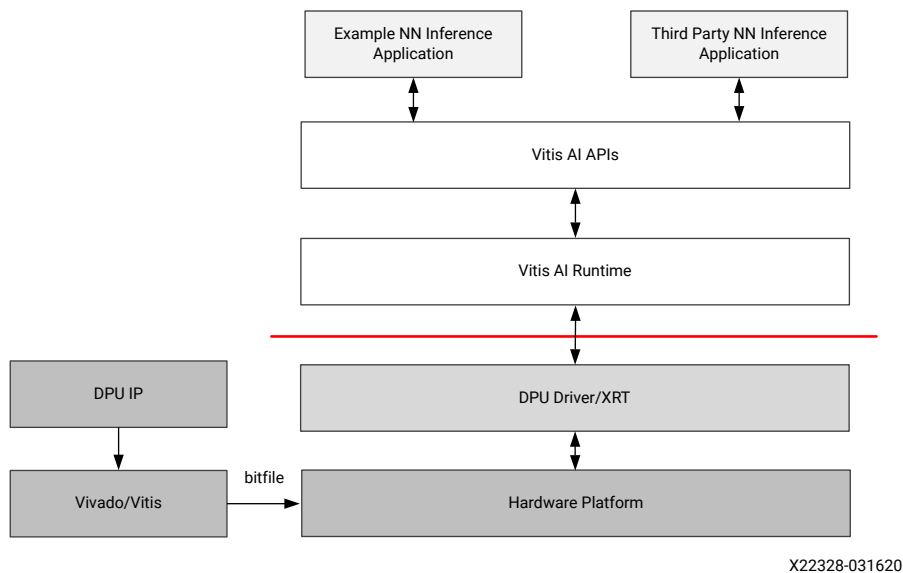 Example NN Inference
Application
Third Party NN Inference
Application
Vitis AI APIs
Vitis AI Runtime
DPU IP
DPU Driver/XRT
bitfile
Vivado/Vitis
Hardware Platform
X22328-031620